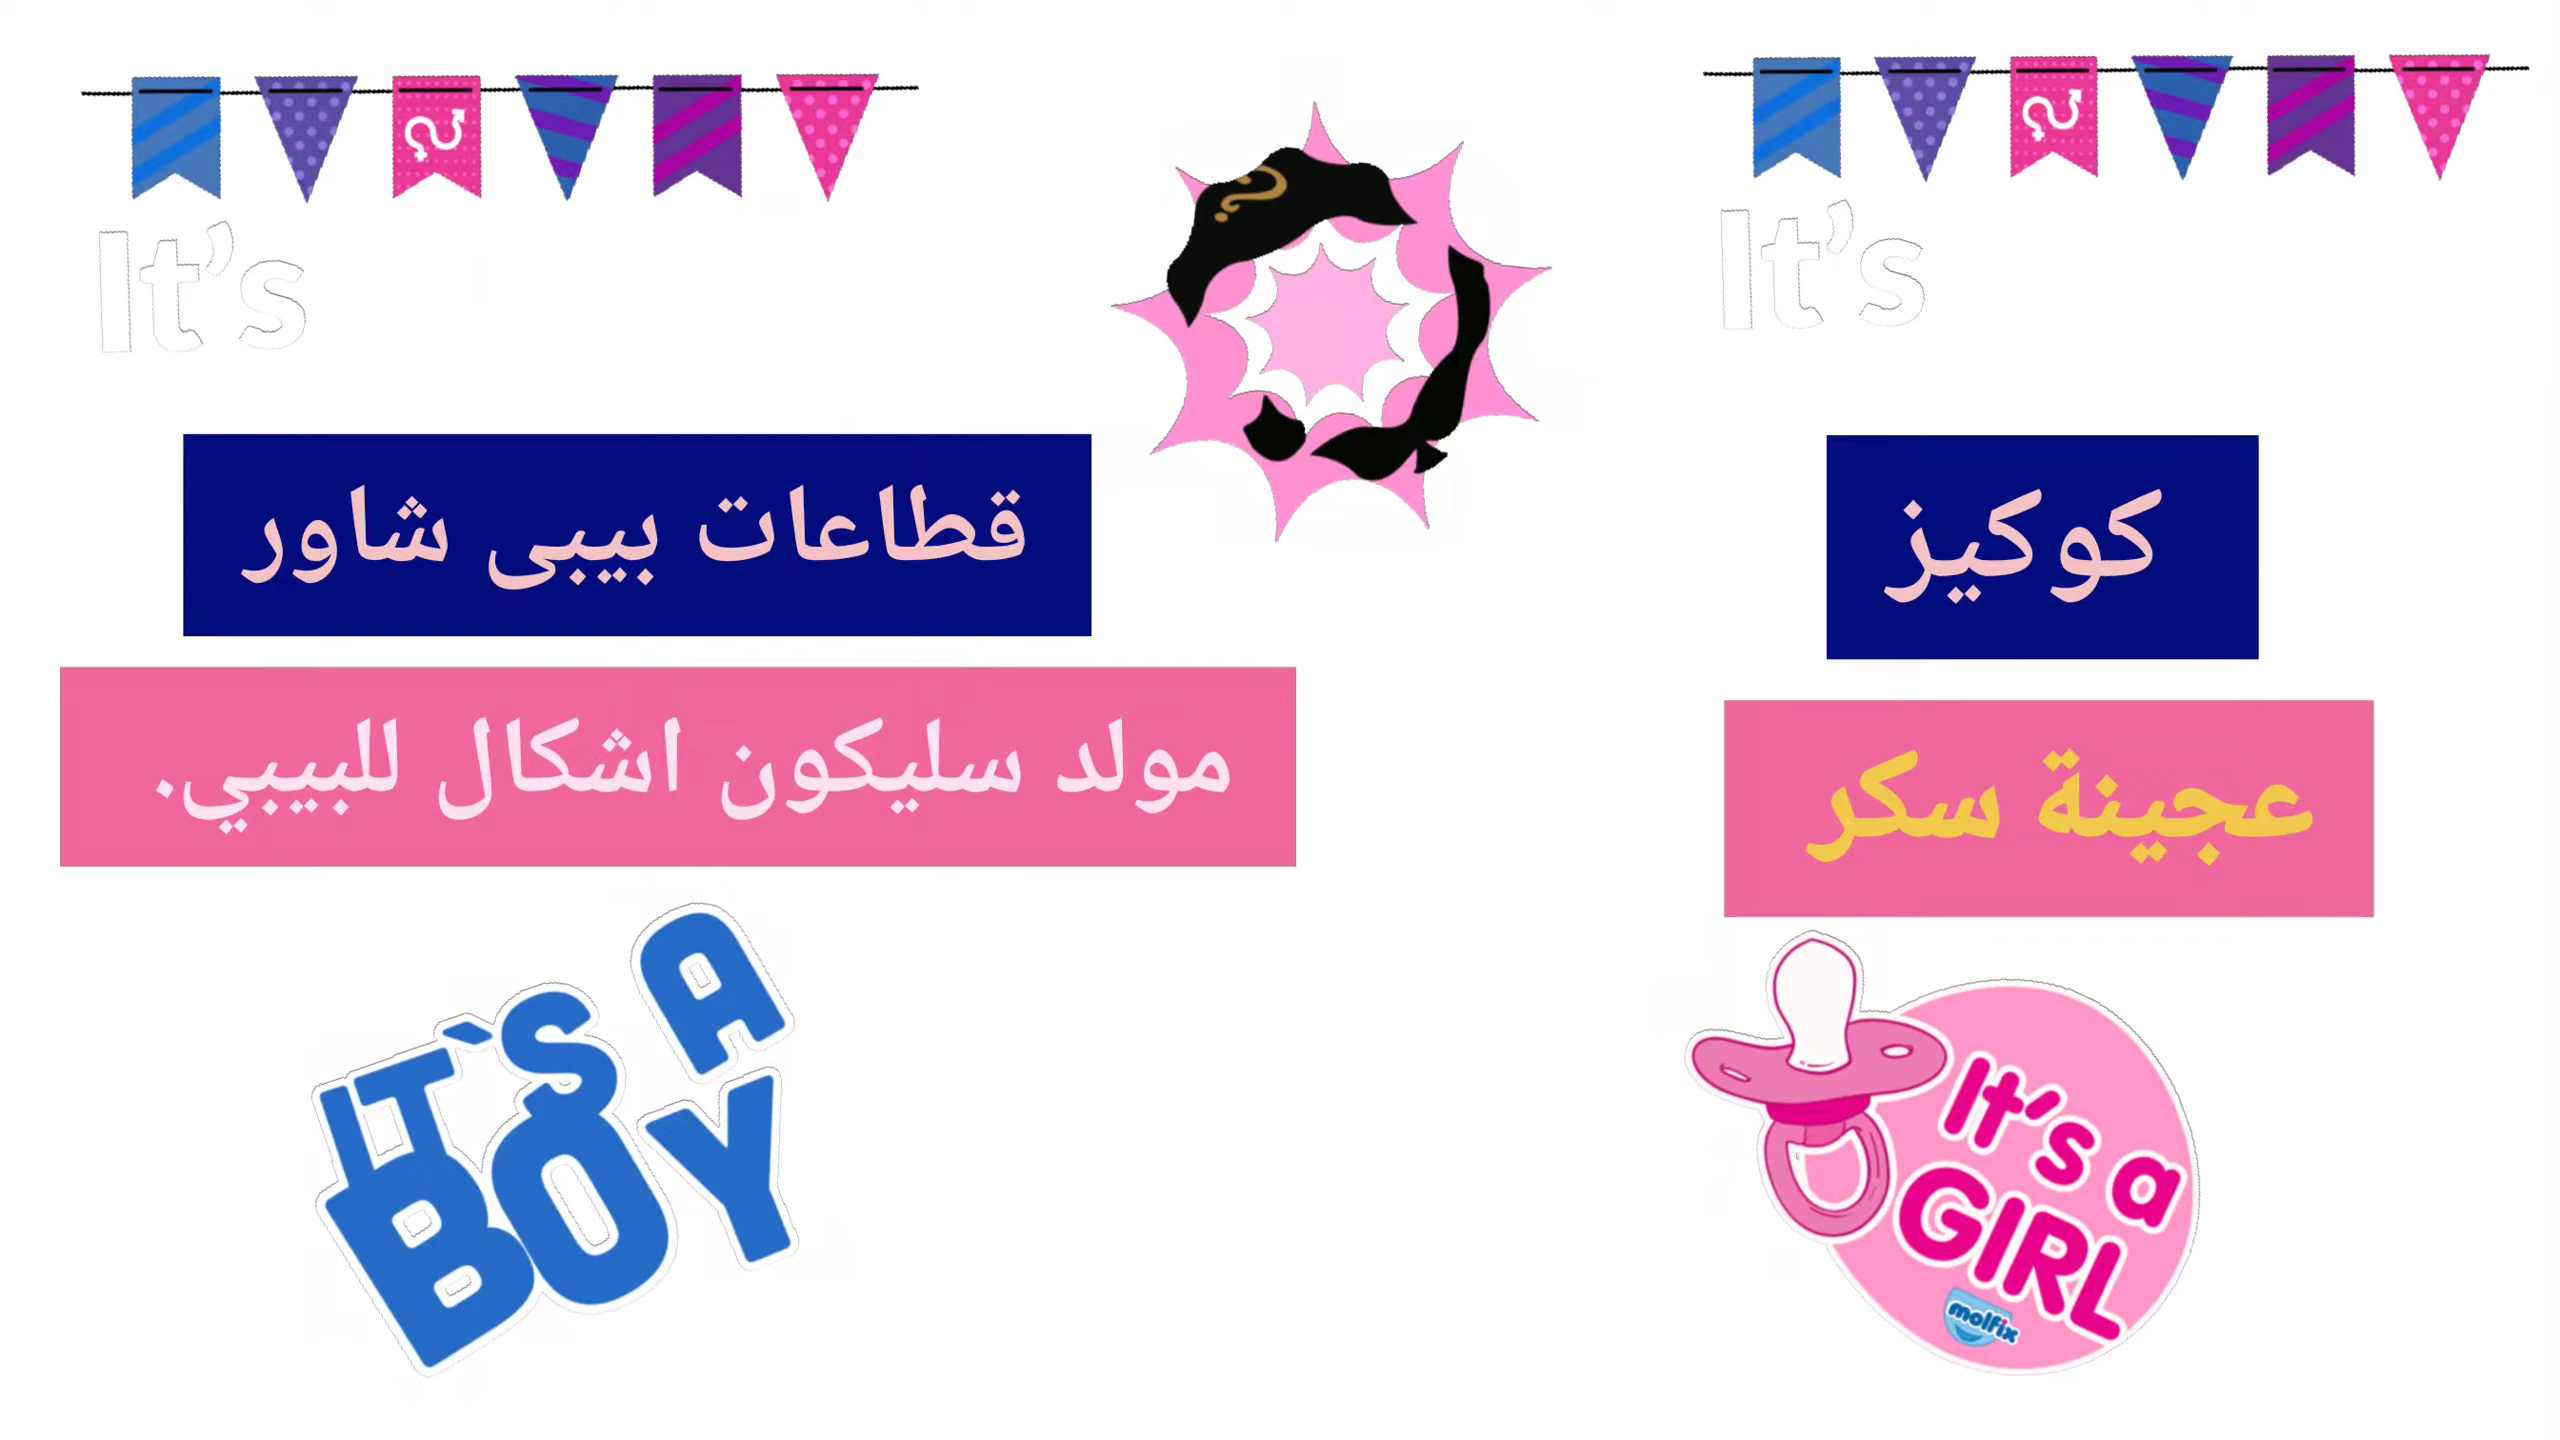 It's
It's
?
قطاعات بيبى شاور
كوكيز
مولد سليكون اشكال للبيبي.
عجينة سكر
IT`S A
BOY
It's a
GIRL
molfix